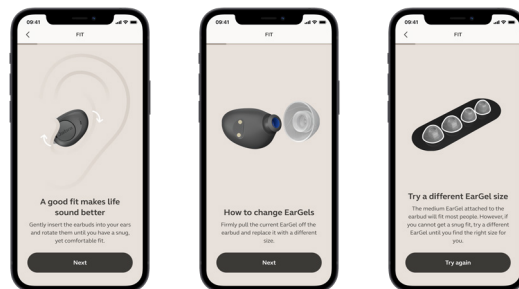 09:41
FIT
A good fit makes life
sound better
Gently insert the earbuds into your ears
and rotate them until you have a snug,
yet comfortable fit.
Next
09:41
FIT
How to change EarGels
Firmly pull the current EarGel off the
earbud and replace it with a different
size.
Next
09:41
FIT
Try a different EarGel size
The medium EarGel attached to the
earbud will fit most people. However, if
you cannot get a snug fit, try a different
EarGel until you find the right size for
you.
Try again